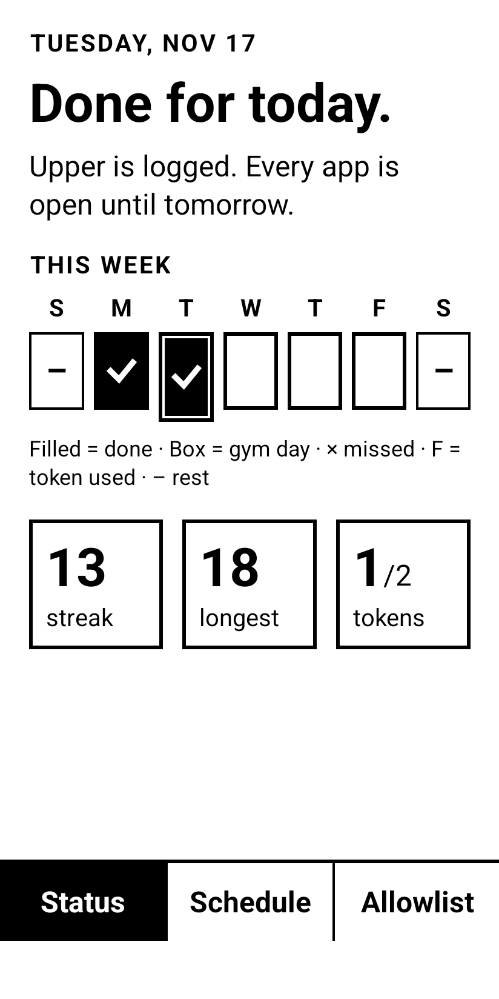 TUESDAY, NOV 17
Done for today.
Upper is logged. Every app is
open until tomorrow.
THIS WEEK
S M T W T F S
– ✓ ✓ –
Filled = done · Box = gym day · × missed · F =
token used · – rest
13 18 1/2
streak longest tokens
Status Schedule Allowlist